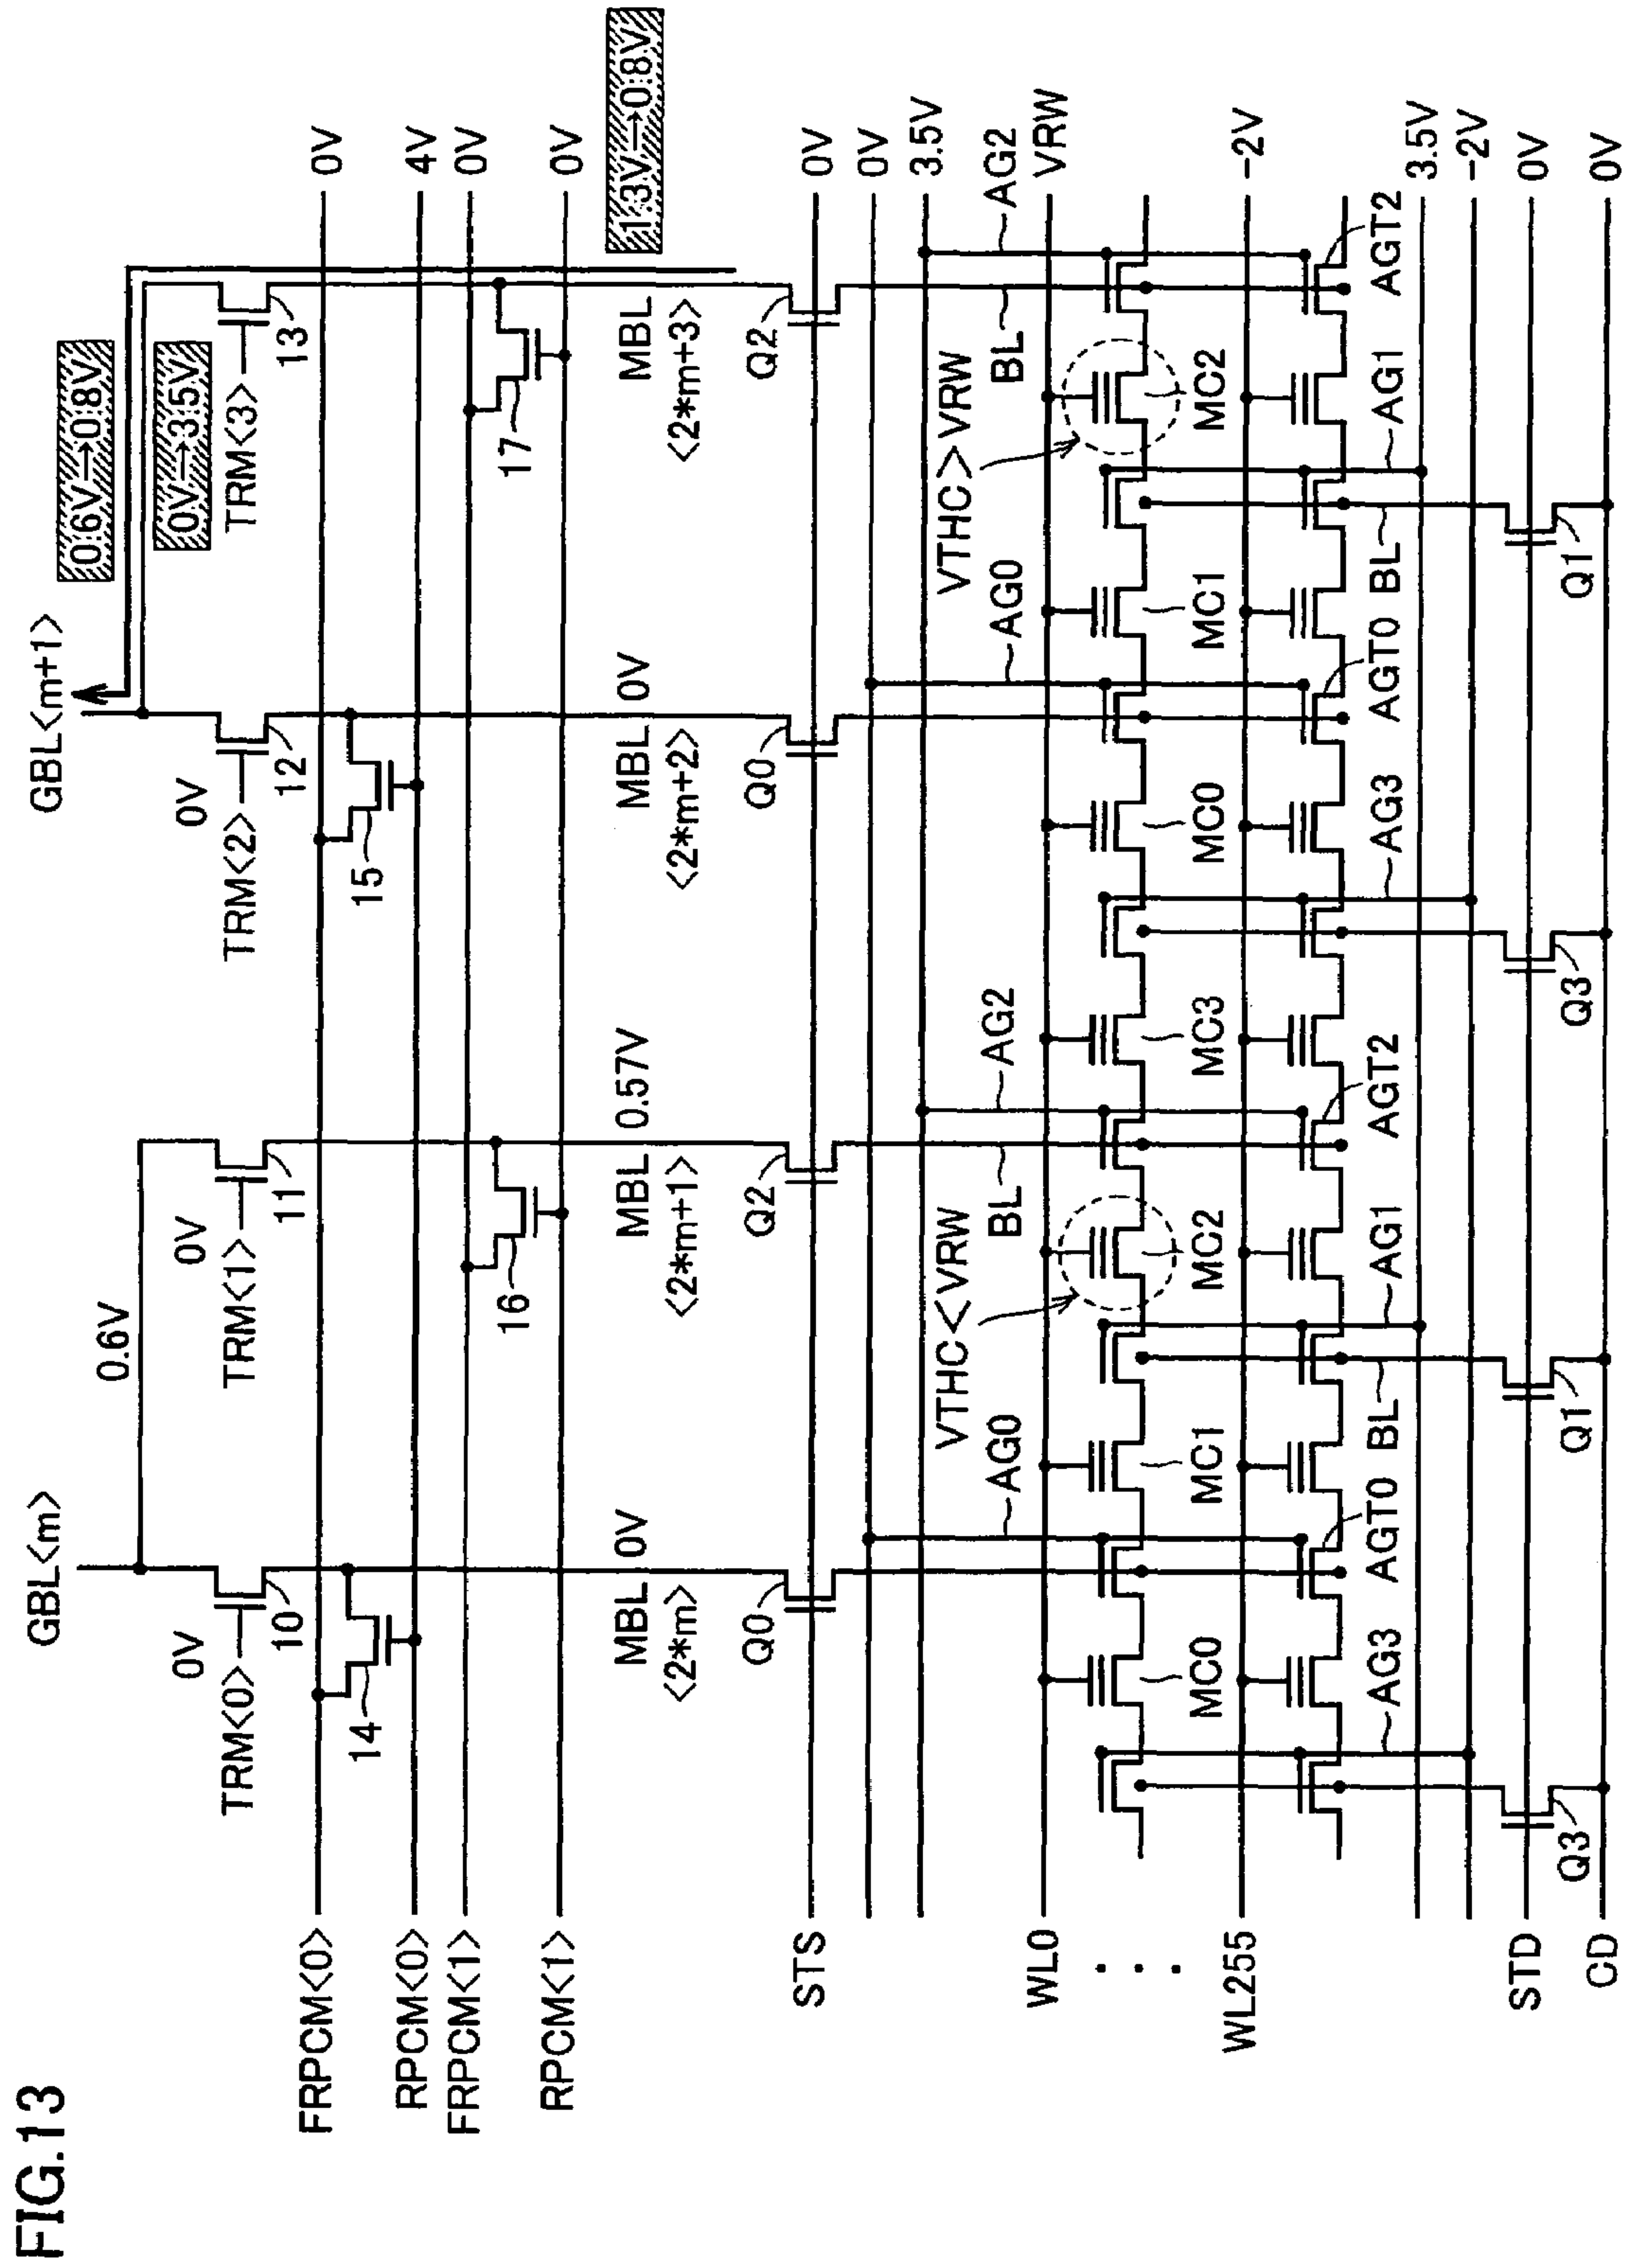 FIG.13
GBL<m>
GBL<m+1>
0.6V
0.6V→0.8V
0V→3.5V
0V
TRM<0>
10
0V
TRM<1>
11
0V
TRM<2>
12
TRM<3>
13
FRPCM<0>
0V
14
15
RPCM<0>
4V
FRPCM<1>
0V
16
17
RPCM<1>
0V
MBL 0V
<2*m>
MBL 0.57V
<2*m+1>
MBL 0V
<2*m+2>
MBL
<2*m+3>
1.3V→0.8V
Q0
Q2
Q0
Q2
STS
0V
0V
3.5V
AG0
VTHC<VRW
BL
AG2
AG0
VTHC>VRW
BL
AG2
WL0
VRW
MC0
MC1
MC2
MC3
MC0
MC1
MC2
WL255
-2V
AG3
AGT0
BL
AG1
AGT2
AG3
AGT0
BL
AG1
AGT2
3.5V
-2V
STD
0V
Q3
Q1
Q3
Q1
CD
0V